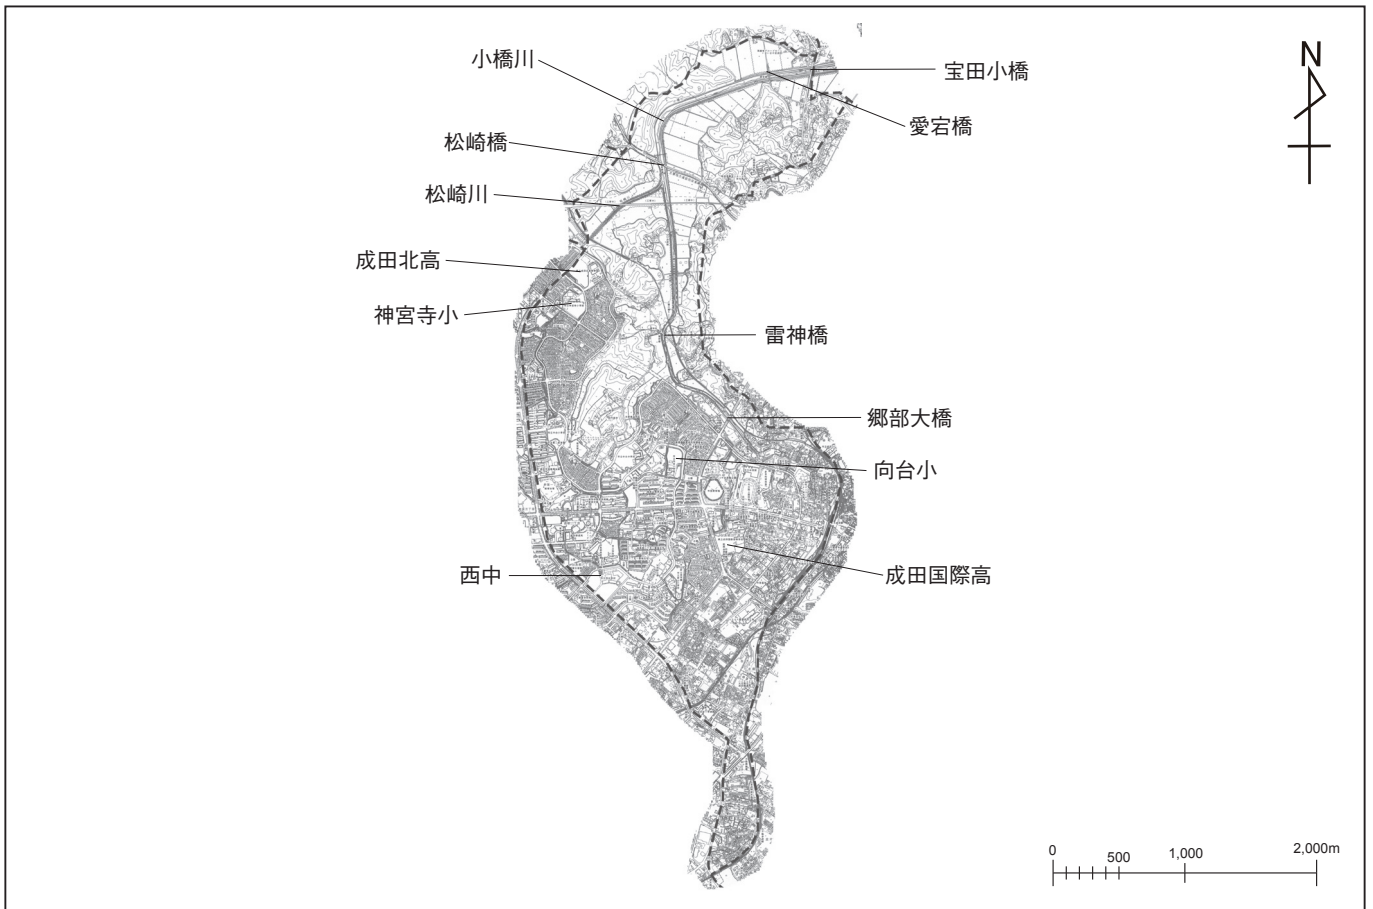 N
小橋川
宝田小橋
愛宕橋
松崎橋
松崎川
成田北高
神宮寺小
雷神橋
郷部大橋
向台小
西中
成田国際高
0
500
1,000
2,000m